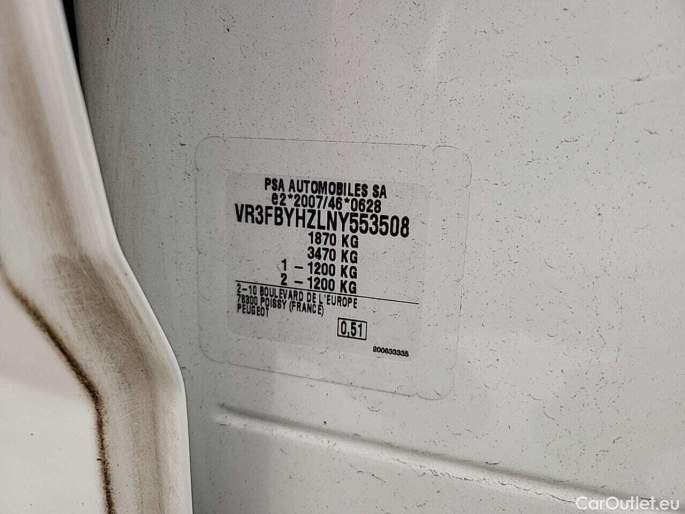 PSA AUTOMOBILES SA
e2*2007/46*0628
VR3FBYHZLNY553508
1870 KG
3470 KG
1 - 1200 KG
2 - 1200 KG
2-10 BOULEVARD DE L'EUROPE
78300 POISSY (FRANCE)
PEUGEOT
0,51
200633335
CarOutlet.eu